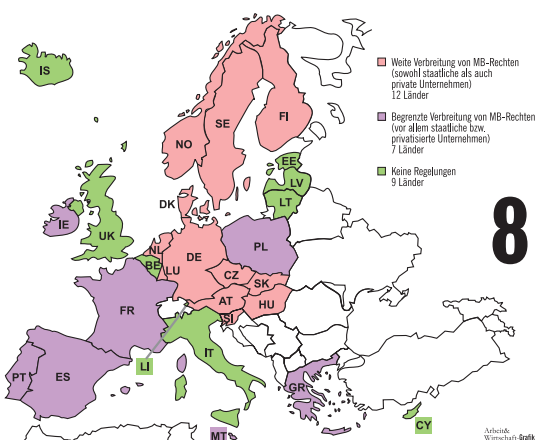 IS
Weite Verbreitung von MB-Rechten
(sowohl staatliche als auch
private Unternehmen)
12 Länder
Begrenzte Verbreitung von MB-Rechten
(vor allem staatliche bzw.
privatisierte Unternehmen)
7 Länder
Keine Regelungen
9 Länder
SE
FI
NO
EE
LV
LT
DK
IE
UK
NL
BE
LU
DE
PL
CZ
SK
AT
HU
SI
FR
IT
LI
PT
ES
GR
MT
CY
8
Arbeit&
Wirtschaft-Grafik